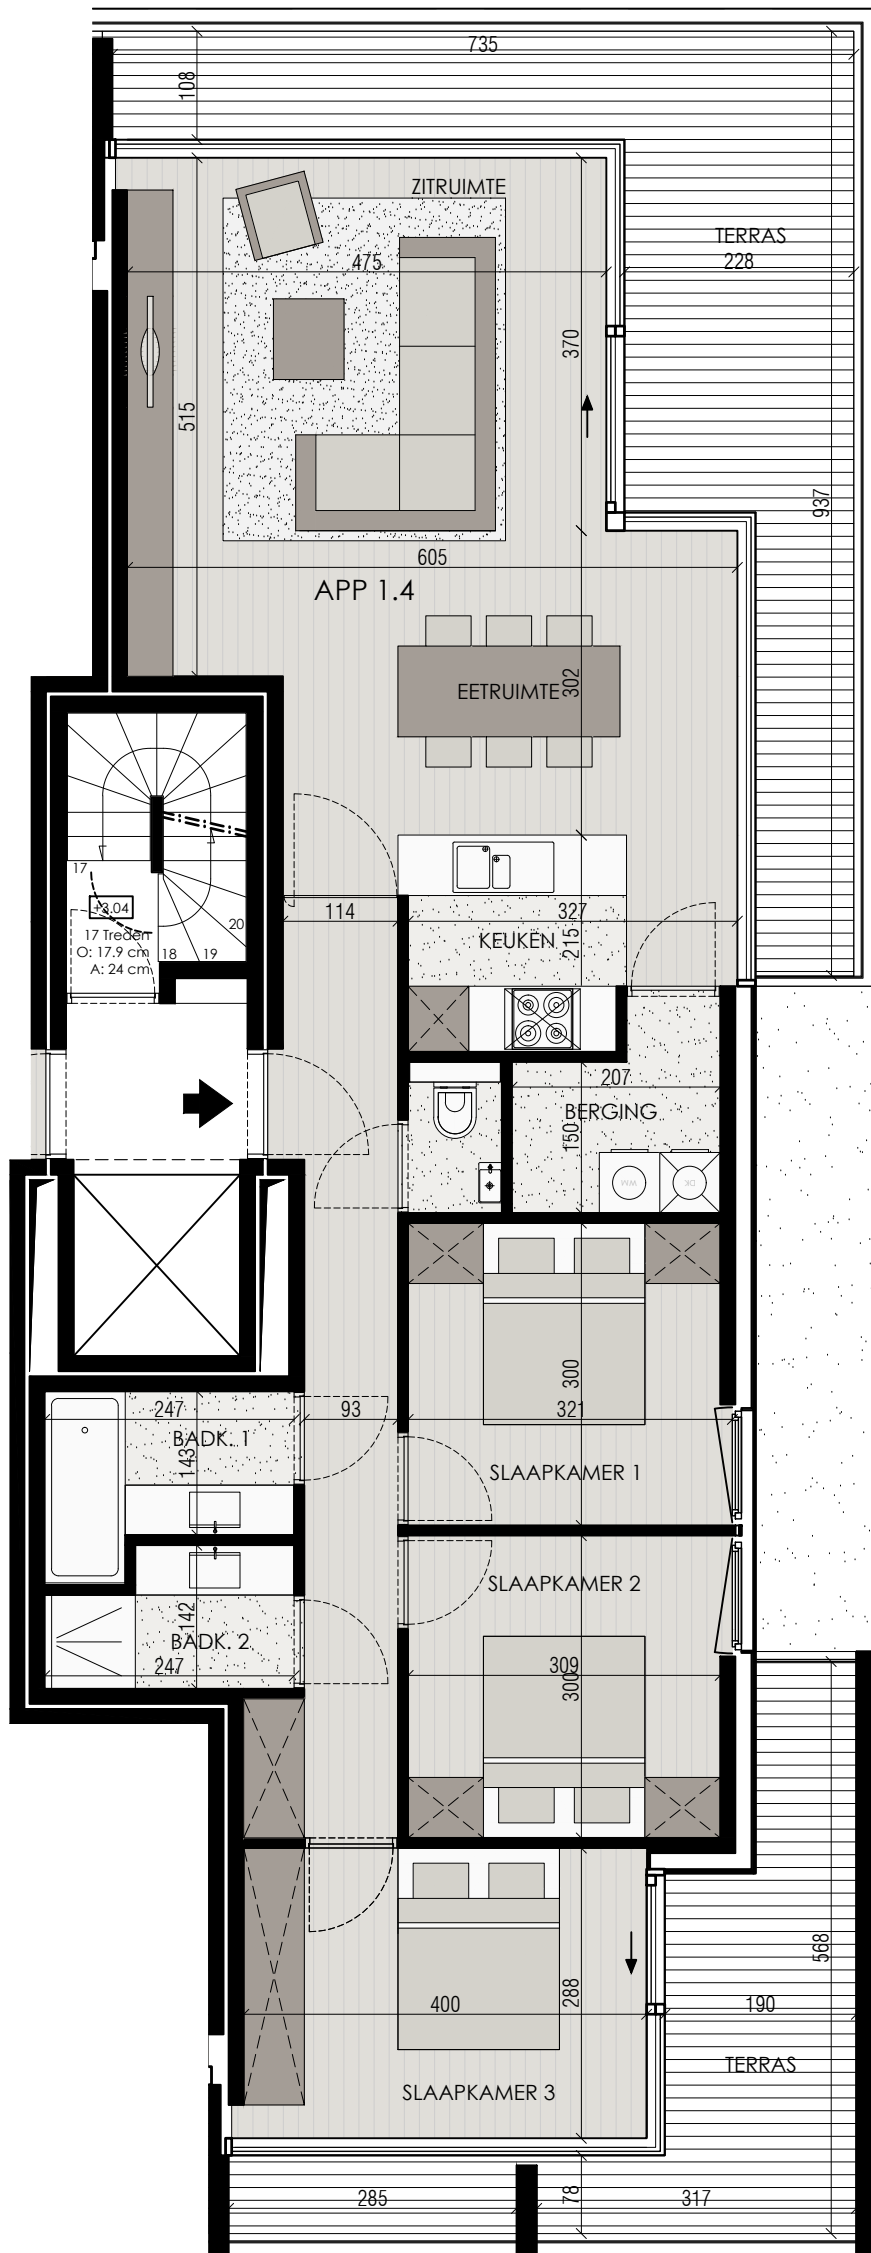 735
108
ZITRUIMTE
TERRAS
228
475
370
515
937
605
APP 1.4
302
EETRUIMTE
17
+3.04
17 Treden
O: 17.9 cm
A: 24 cm
18
19
20
114
327
KEUKEN
215
207
BERGING
150
WM
DK
300
247
93
321
BADK. 1
143
SLAAPKAMER 1
SLAAPKAMER 2
142
BADK. 2
247
309
300
568
400
288
190
TERRAS
SLAAPKAMER 3
285
78
317